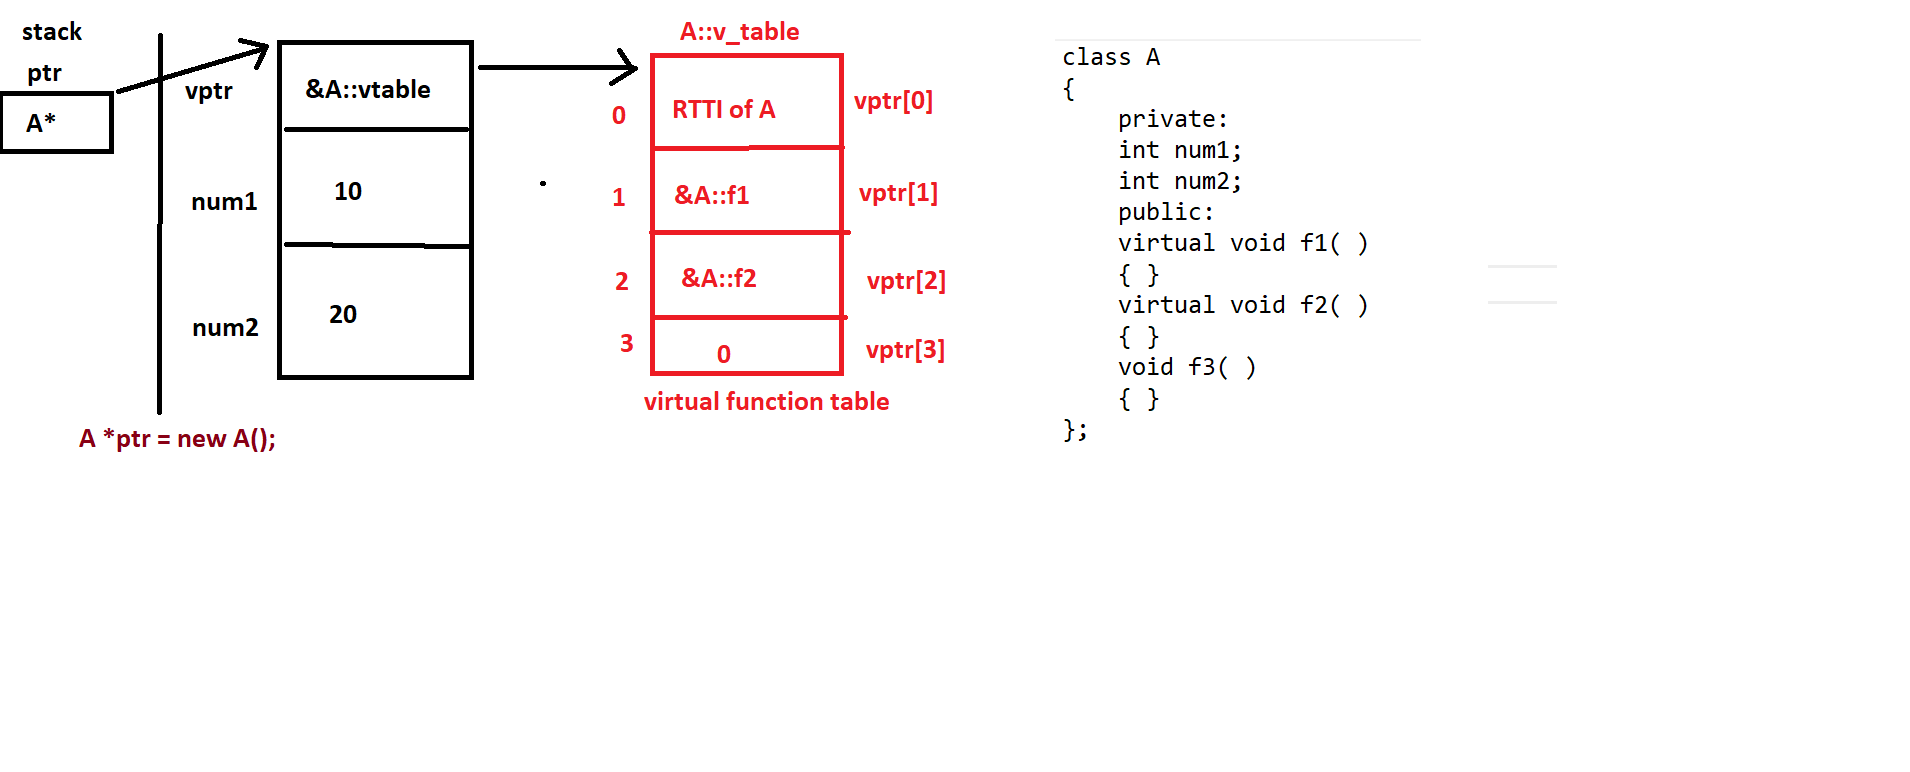 stack
ptr
A*
vptr
&A::vtable
num1
10
num2
20
A *ptr = new A();
A::v_table
0
RTTI of A
vptr[0]
1
&A::f1
vptr[1]
2
&A::f2
vptr[2]
3
0
vptr[3]
virtual function table
class A
{
private:
int num1;
int num2;
public:
virtual void f1( )
{ }
virtual void f2( )
{ }
void f3( )
{ }
};